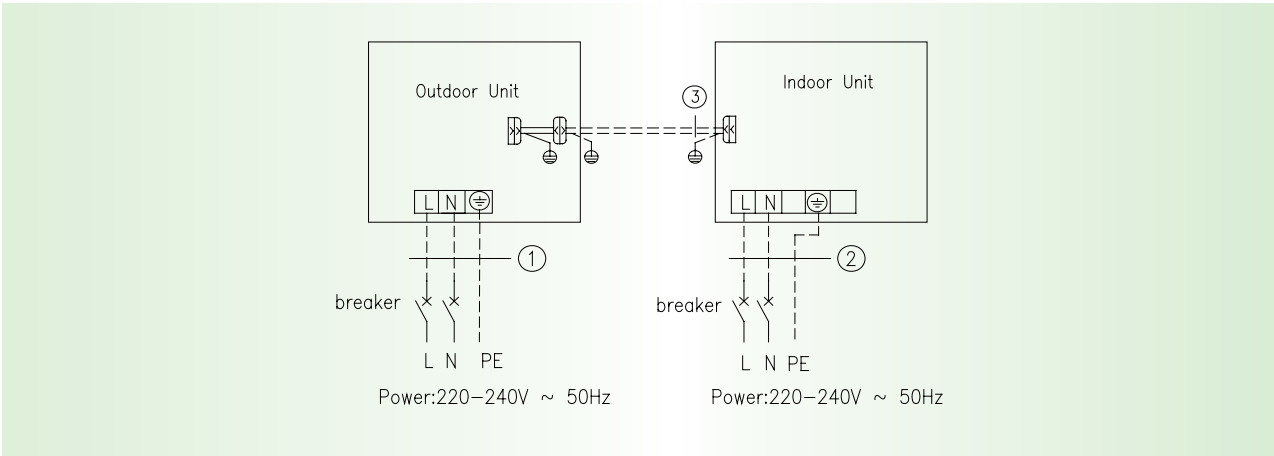 Outdoor Unit
Indoor Unit
3
L N
L N
1
2
breaker
breaker
L N PE
L N PE
Power:220-240V ~ 50Hz
Power:220-240V ~ 50Hz